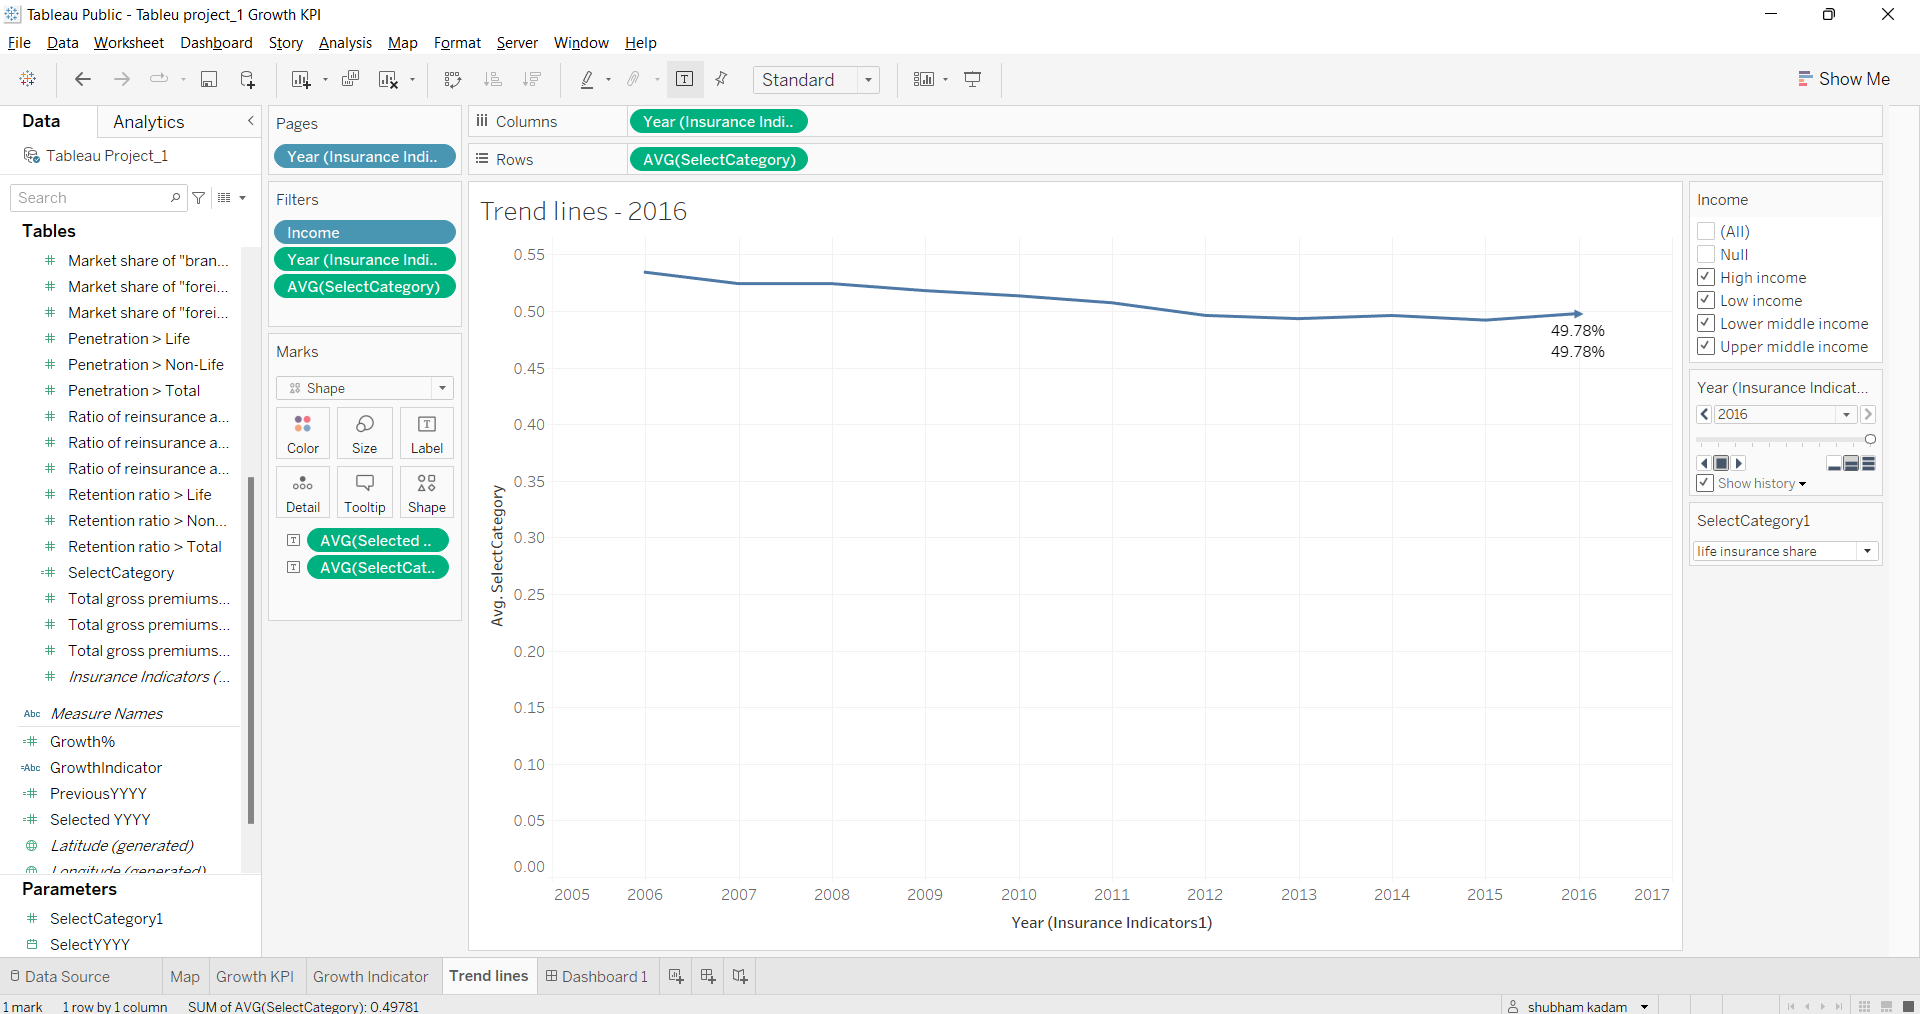 Tableau Public - Tableu project_1 Growth KPI
File Data Worksheet Dashboard Story Analysis Map Format Server Window Help
Standard
Show Me
Data Analytics
Tableau Project_1
Search
Tables
Market share of "bran...
Market share of "forei...
Market share of "forei...
Penetration > Life
Penetration > Non-Life
Penetration > Total
Ratio of reinsurance a...
Ratio of reinsurance a...
Ratio of reinsurance a...
Retention ratio > Life
Retention ratio > Non...
Retention ratio > Total
SelectCategory
Total gross premiums...
Total gross premiums...
Total gross premiums...
Insurance Indicators (...
Abc Measure Names
Growth%
=Abc GrowthIndicator
PreviousYYYY
Selected YYYY
Latitude (generated)
Longitude (generated)
Parameters
SelectCategory1
SelectYYYY
Pages
Year (Insurance Indi..
Filters
Income
Year (Insurance Indi..
AVG(SelectCategory)
Marks
Shape
Color Size Label
Detail Tooltip Shape
AVG(Selected ..
AVG(SelectCat..
Columns
Year (Insurance Indi..
Rows
AVG(SelectCategory)
Trend lines - 2016
0.55
0.50
0.45
0.40
0.35
0.30
0.25
0.20
0.15
0.10
0.05
0.00
Avg. SelectCategory
49.78%
49.78%
2005 2006 2007 2008 2009 2010 2011 2012 2013 2014 2015 2016 2017
Year (Insurance Indicators1)
Income
(All)
Null
High income
Low income
Lower middle income
Upper middle income
Year (Insurance Indicat...
2016
Show history
SelectCategory1
life insurance share
Data Source Map Growth KPI Growth Indicator Trend lines Dashboard 1
1 mark 1 row by 1 column SUM of AVG(SelectCategory): 0.49781
shubham kadam